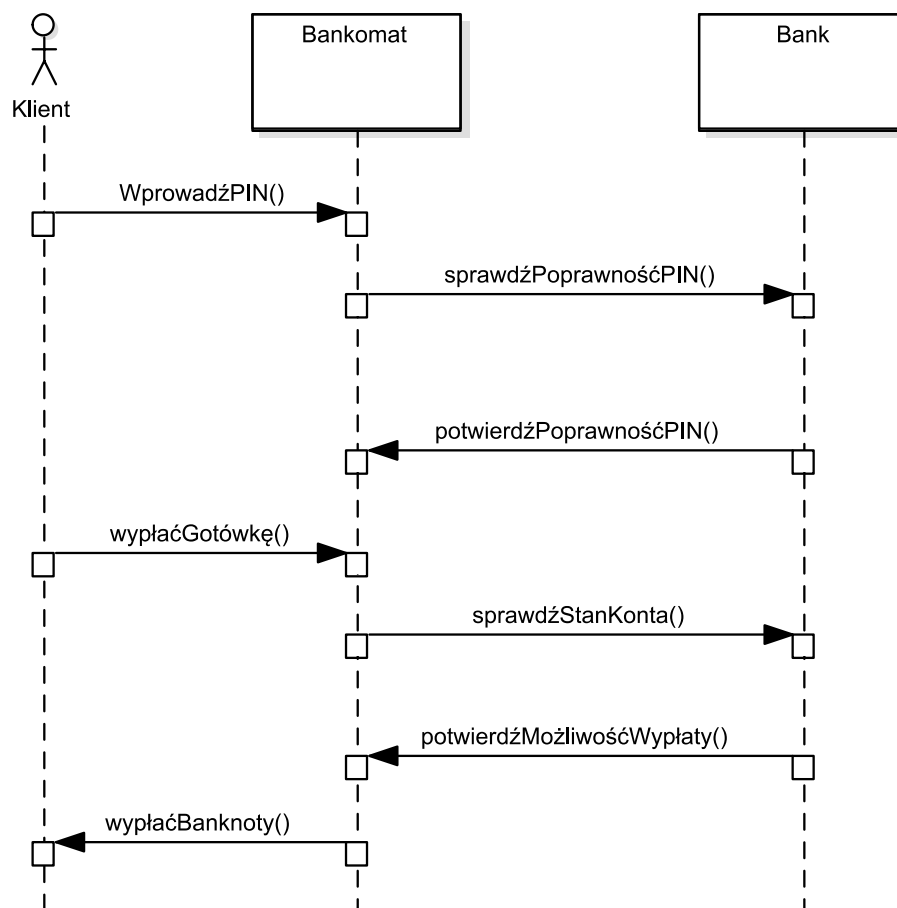 Bankomat
Bank
Klient
WprowadźPIN()
sprawdźPoprawnośćPIN()
potwierdźPoprawnośćPIN()
wypłaćGotówkę()
sprawdźStanKonta()
potwierdźMożliwośćWypłaty()
wypłaćBanknoty()